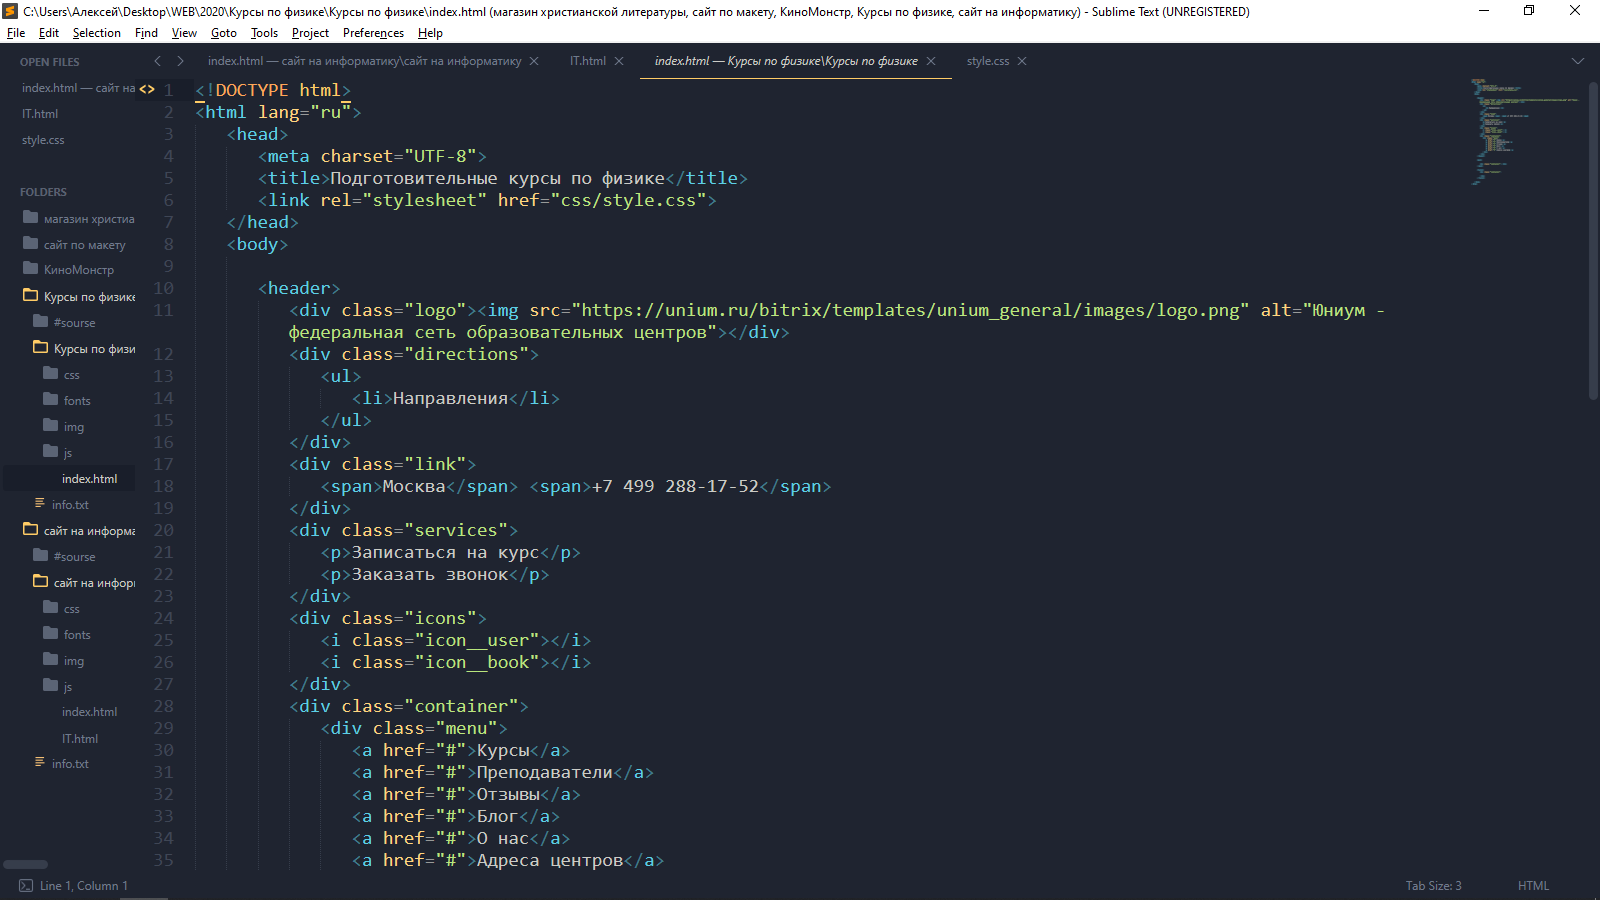 C:\Users\Алексей\Desktop\WEB\2020\Курсы по физике\Курсы по физике\index.html (магазин христианской литературы, сайт по макету, КиноМонстр, Курсы по физике, сайт на информатику) - Sublime Text (UNREGISTERED)
File Edit Selection Find View Goto Tools Project Preferences Help
OPEN FILES
index.html — сайт на
IT.html
style.css
FOLDERS
магазин христиа
сайт по макету
КиноМонстр
Курсы по физике
#sourse
Курсы по физи
css
fonts
img
js
index.html
info.txt
сайт на информа
#sourse
сайт на инфор
css
fonts
img
js
index.html
IT.html
info.txt
index.html — сайт на информатику\сайт на информатику IT.html index.html — Курсы по физике\Курсы по физике style.css
1 <!DOCTYPE html>
2 <html lang="ru">
3 <head>
4 <meta charset="UTF-8">
5 <title>Подготовительные курсы по физике</title>
6 <link rel="stylesheet" href="css/style.css">
7 </head>
8 <body>
9
10 <header>
11 <div class="logo"><img src="https://unium.ru/bitrix/templates/unium_general/images/logo.png" alt="Юниум -
федеральная сеть образовательных центров"></div>
12 <div class="directions">
13 <ul>
14 <li>Направления</li>
15 </ul>
16 </div>
17 <div class="link">
18 <span>Москва</span> <span>+7 499 288-17-52</span>
19 </div>
20 <div class="services">
21 <p>Записаться на курс</p>
22 <p>Заказать звонок</p>
23 </div>
24 <div class="icons">
25 <i class="icon__user"></i>
26 <i class="icon__book"></i>
27 </div>
28 <div class="container">
29 <div class="menu">
30 <a href="#">Курсы</a>
31 <a href="#">Преподаватели</a>
32 <a href="#">Отзывы</a>
33 <a href="#">Блог</a>
34 <a href="#">О нас</a>
35 <a href="#">Адреса центров</a>
Line 1, Column 1
Tab Size: 3
HTML